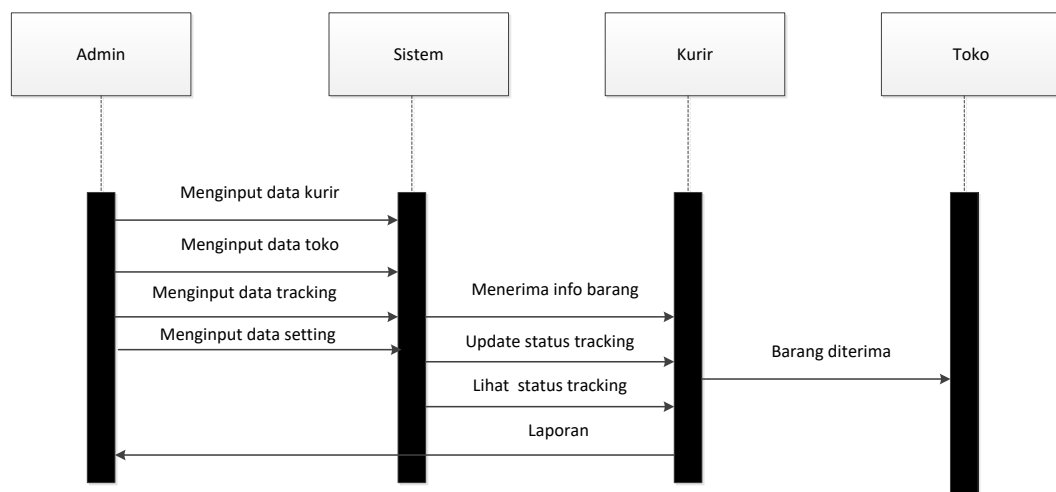 Admin
Sistem
Kurir
Toko
Menginput data kurir
Menginput data toko
Menginput data tracking
Menerima info barang
Menginput data setting
Update status tracking
Barang diterima
Lihat status tracking
Laporan